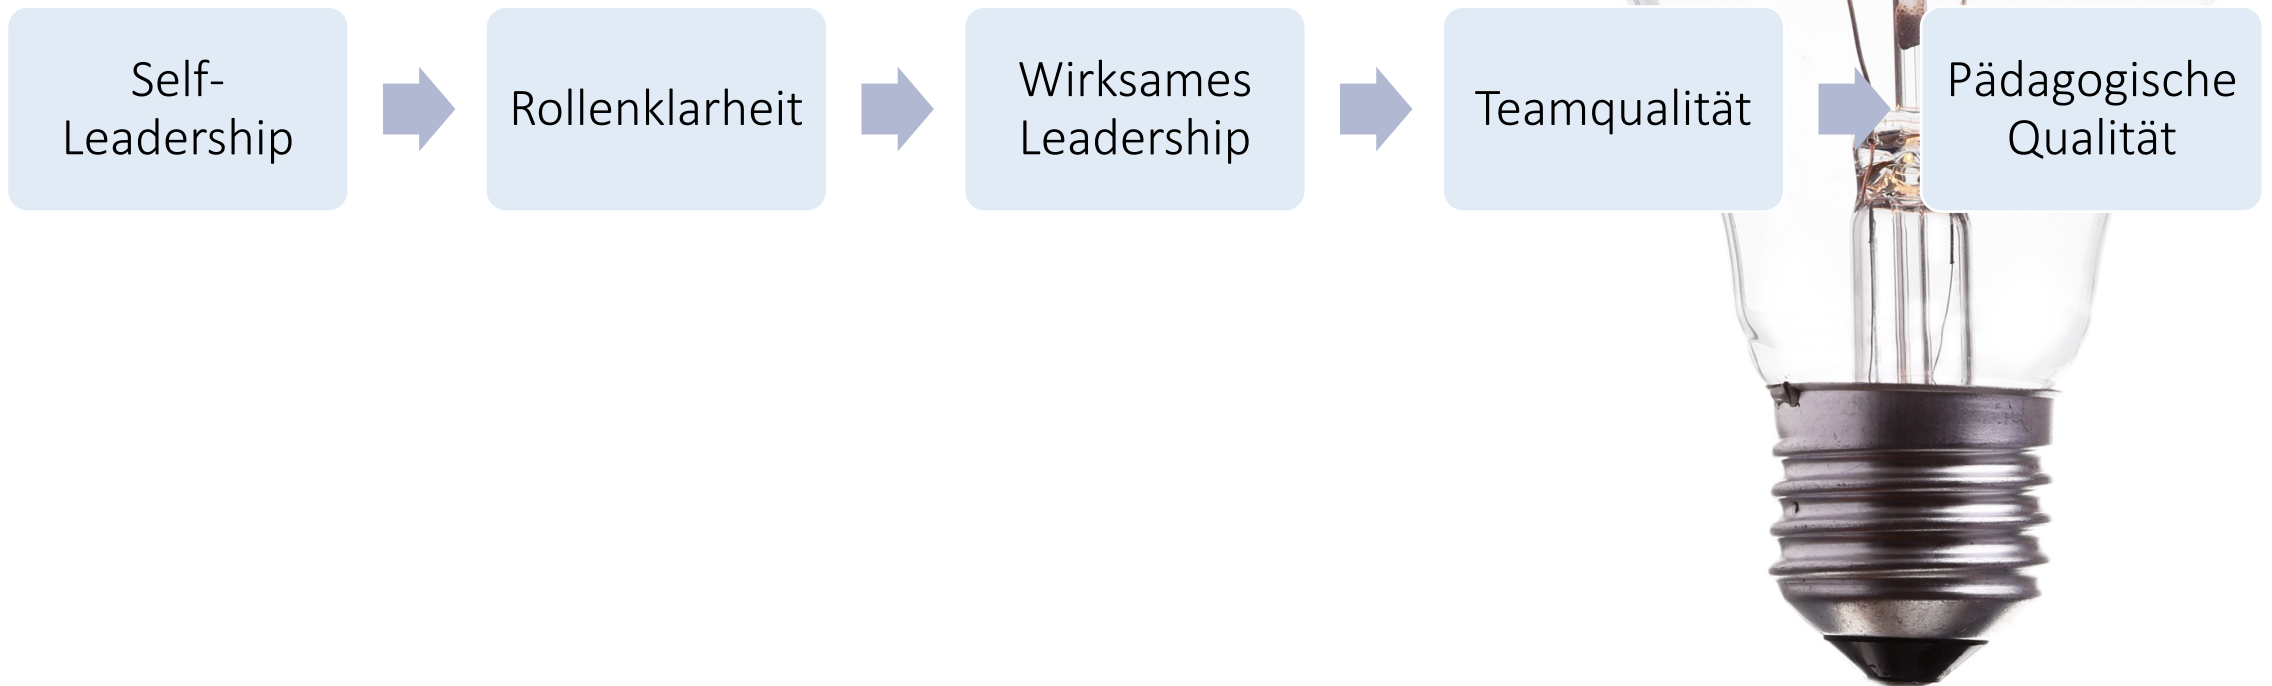 Self-
Leadership
Rollenklarheit
Wirksames
Leadership
Teamqualität
Pädagogische
Qualität